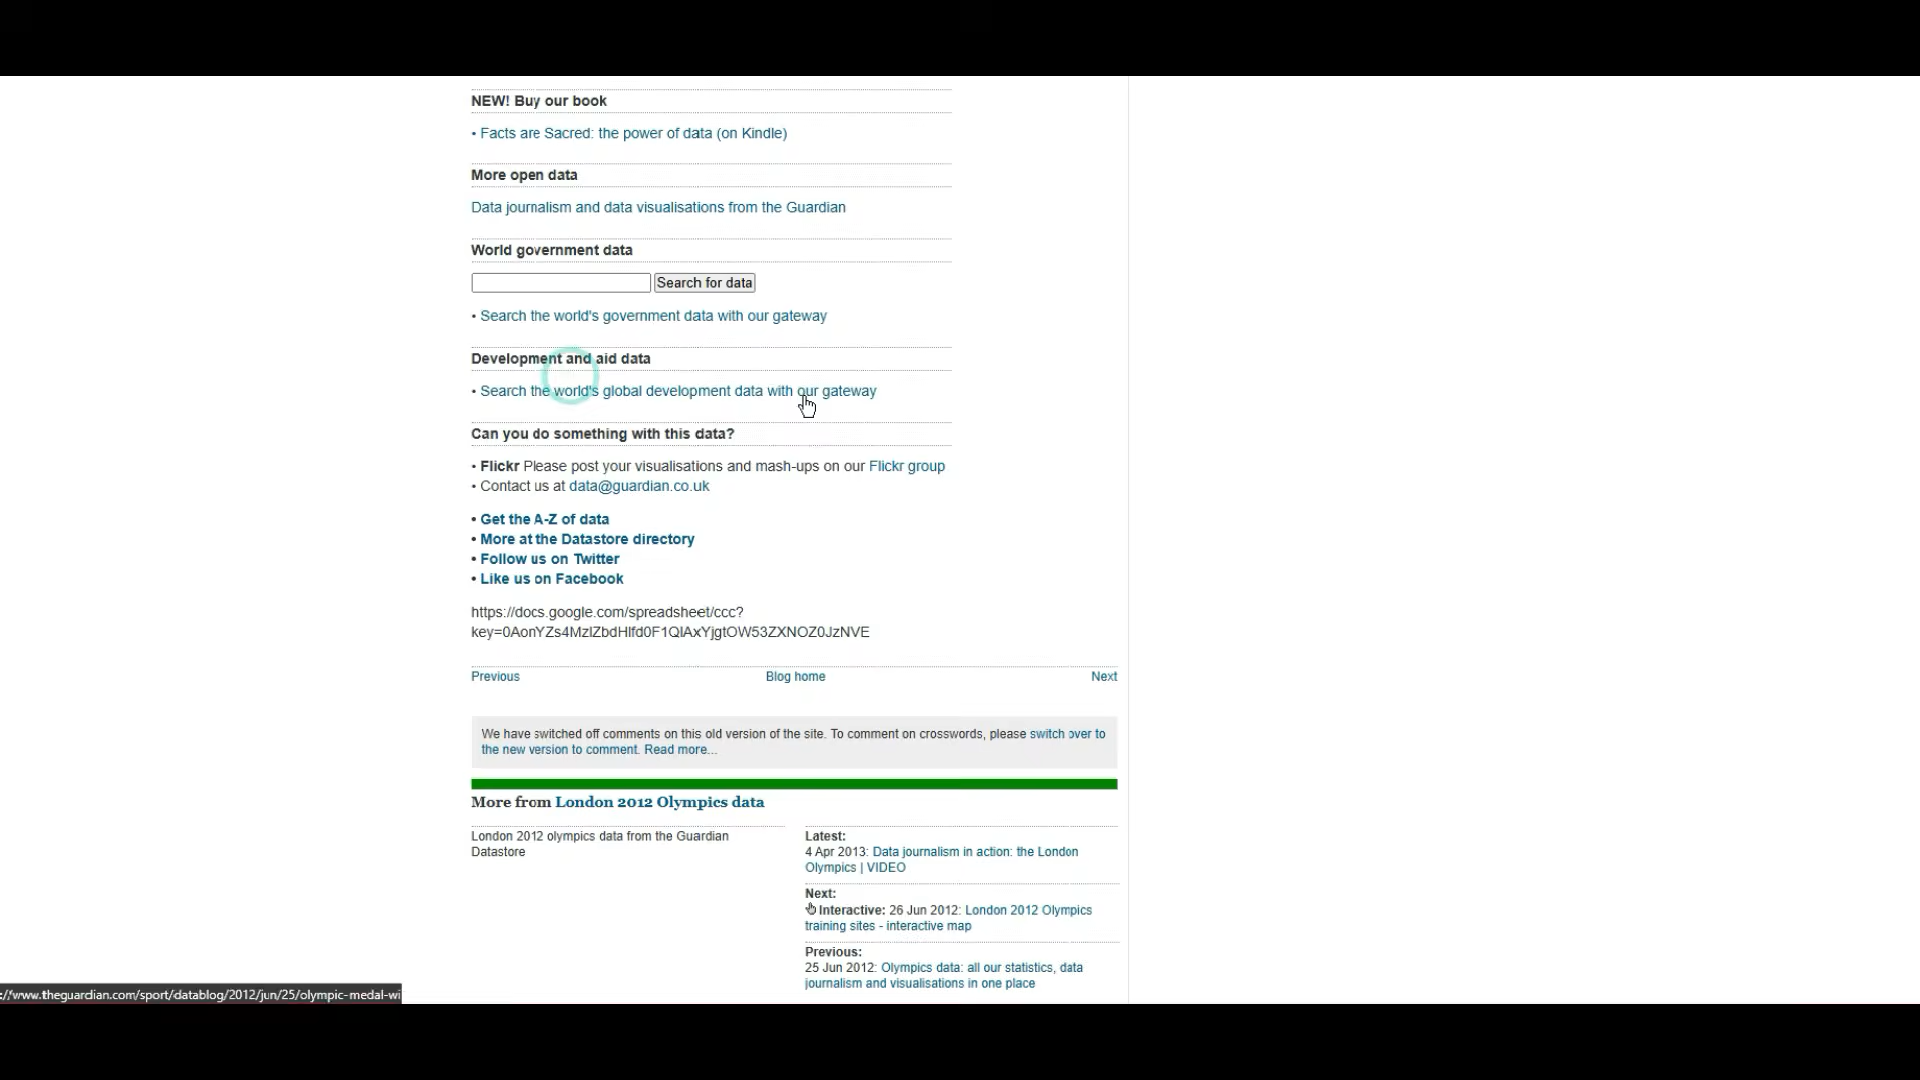 NEW! Buy our book
• Facts are Sacred: the power of data (on Kindle)
More open data
Data journalism and data visualisations from the Guardian
World government data
Search for data
• Search the world's government data with our gateway
Development and aid data
• Search the world's global development data with our gateway
Can you do something with this data?
• Flickr Please post your visualisations and mash-ups on our Flickr group
• Contact us at data@guardian.co.uk
• Get the A-Z of data
• More at the Datastore directory
• Follow us on Twitter
• Like us on Facebook
https://docs.google.com/spreadsheet/ccc?
key=0AonYZs4MzlZbdHlfd0F1QlAxYjgtOW53ZXNOZ0JzNVE
Previous Blog home Next
We have switched off comments on this old version of the site. To comment on crosswords, please switch over to
the new version to comment. Read more...
More from London 2012 Olympics data
London 2012 olympics data from the Guardian
Datastore
Latest:
4 Apr 2013: Data journalism in action: the London
Olympics | VIDEO
Next:
Interactive: 26 Jun 2012: London 2012 Olympics
training sites - interactive map
Previous:
25 Jun 2012: Olympics data: all our statistics, data
journalism and visualisations in one place
://www.theguardian.com/sport/datablog/2012/jun/25/olympic-medal-wi